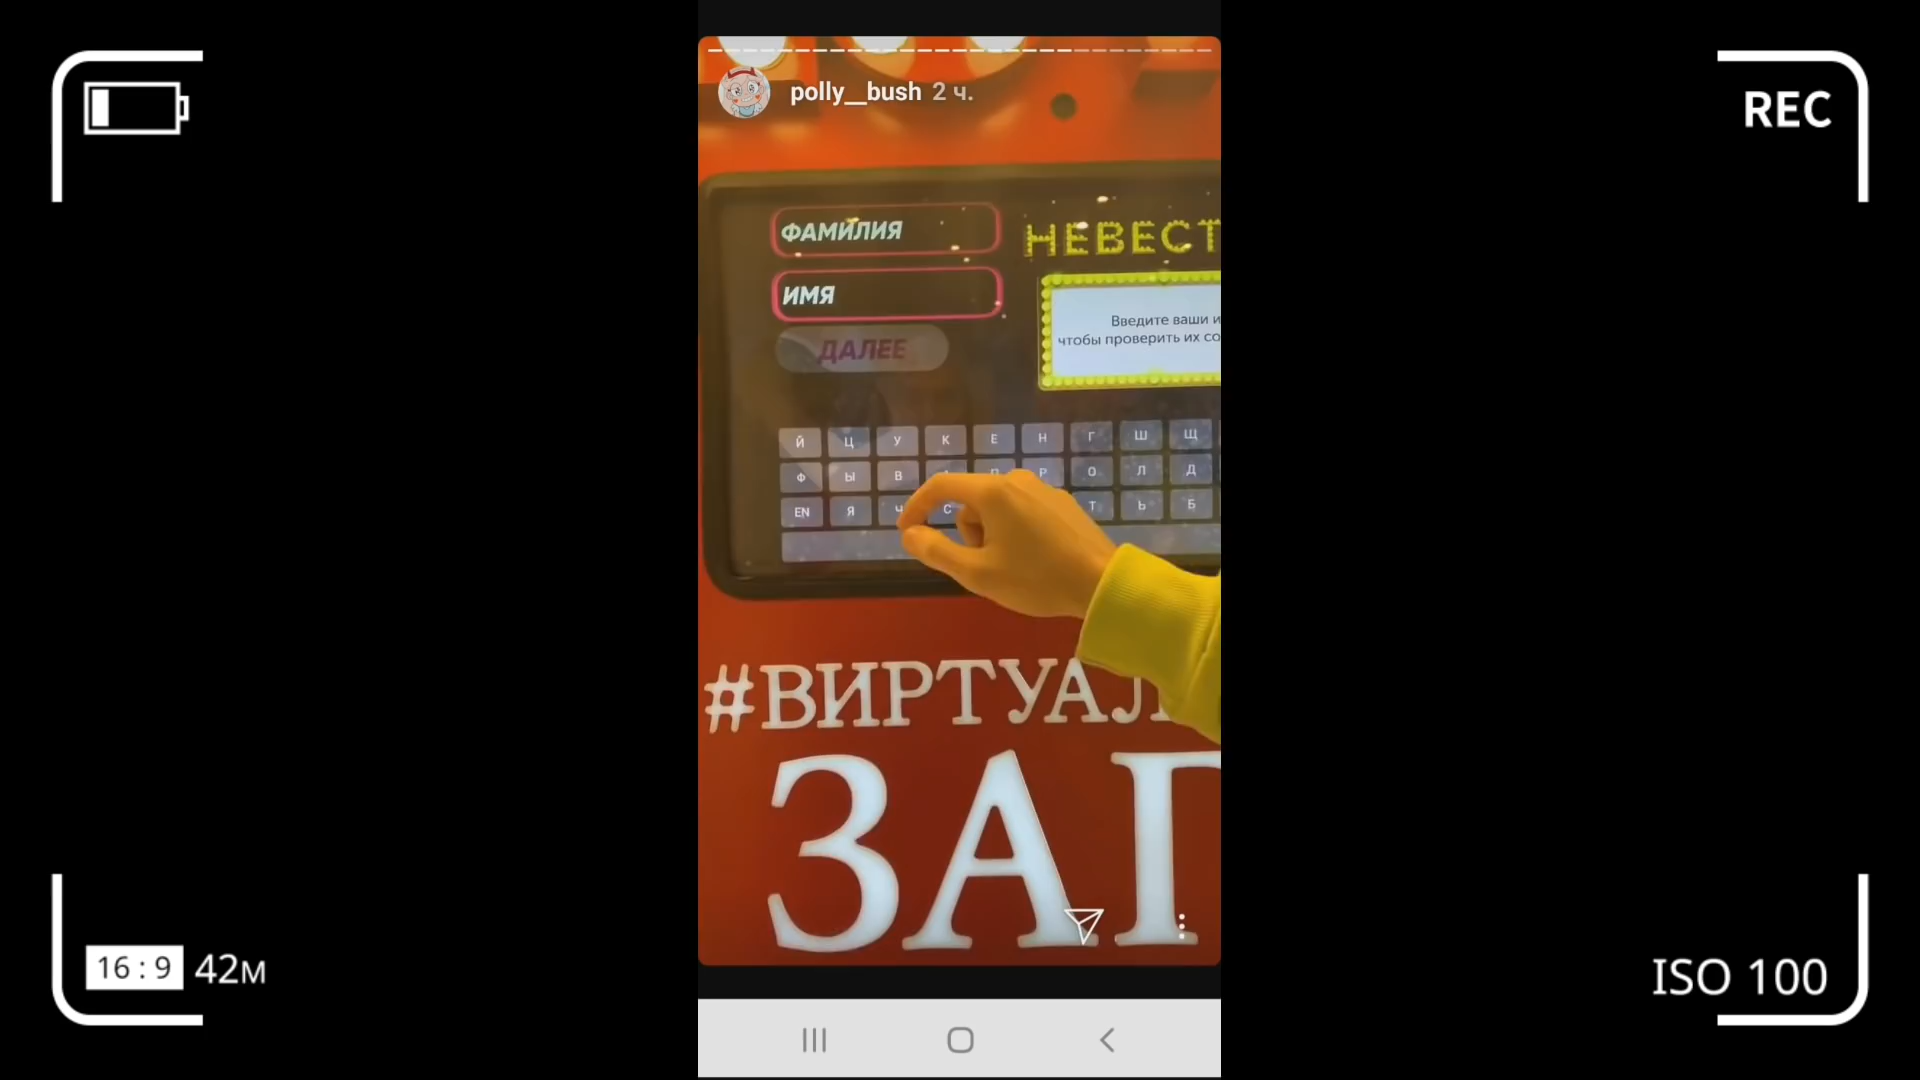 REC
polly__bush 2 ч.
ФАМИЛИЯ
НЕВЕСТ
ИМЯ
Введите ваши и
чтобы проверить их со
ДАЛЕЕ
Й Ц У К Е Н Г Ш Щ
Ф Ы В П Р О Л Д
EN Я Ч С Т Ь Б
#ВИРТУАЛ
ЗАГ
16:9 42м
ISO 100